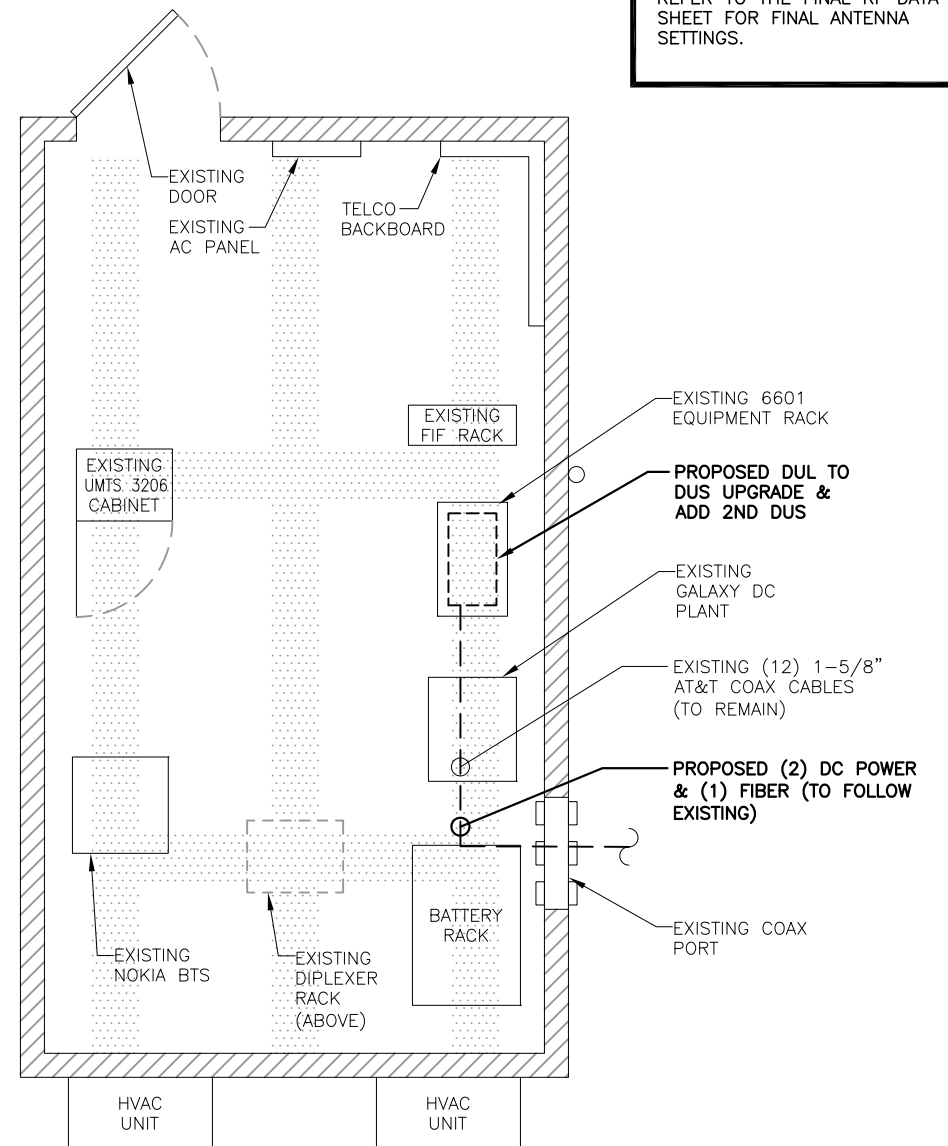 REFER TO THE FINAL RF DATA
SHEET FOR FINAL ANTENNA
SETTINGS.
EXISTING
DOOR
EXISTING
AC PANEL
TELCO
BACKBOARD
EXISTING
FIF RACK
EXISTING 6601
EQUIPMENT RACK
EXISTING
UMTS 3206
CABINET
PROPOSED DUL TO
DUS UPGRADE &
ADD 2ND DUS
EXISTING
GALAXY DC
PLANT
EXISTING (12) 1-5/8"
AT&T COAX CABLES
(TO REMAIN)
PROPOSED (2) DC POWER
& (1) FIBER (TO FOLLOW
EXISTING)
BATTERY
RACK
EXISTING COAX
PORT
EXISTING
NOKIA BTS
EXISTING
DIPLEXER
RACK
(ABOVE)
HVAC
UNIT
HVAC
UNIT